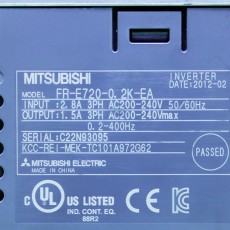 MITSUBISHI
INVERTER
DATE:2012-02
MODEL FR-E720-0.2K-EA
INPUT :2.8A 3PH AC200-240V 50/60Hz
OUTPUT:1.5A 3PH AC200-240Vmax
0.2-400Hz
SERIAL:C22N93095
KCC-REI-MEK-TC101A972G62
PASSED
MITSUBISHI ELECTRIC
MADE IN CHINA
C UL US LISTED
IND. CONT. EQ.
88R2
CE